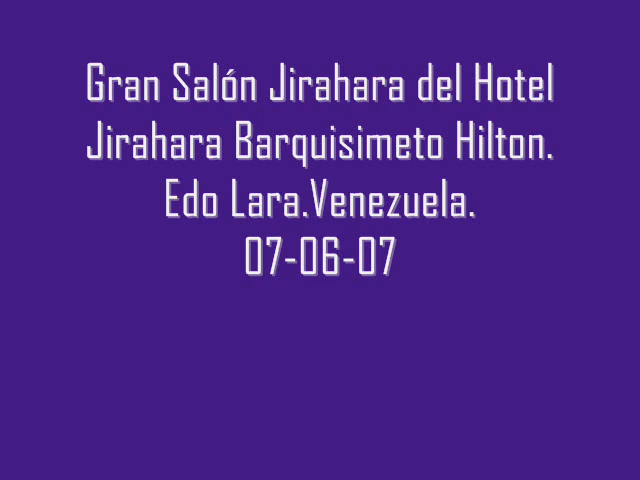 Gran Salón Jirahara del Hotel
Jirahara Barquisimeto Hilton.
Edo Lara.Venezuela.
07-06-07